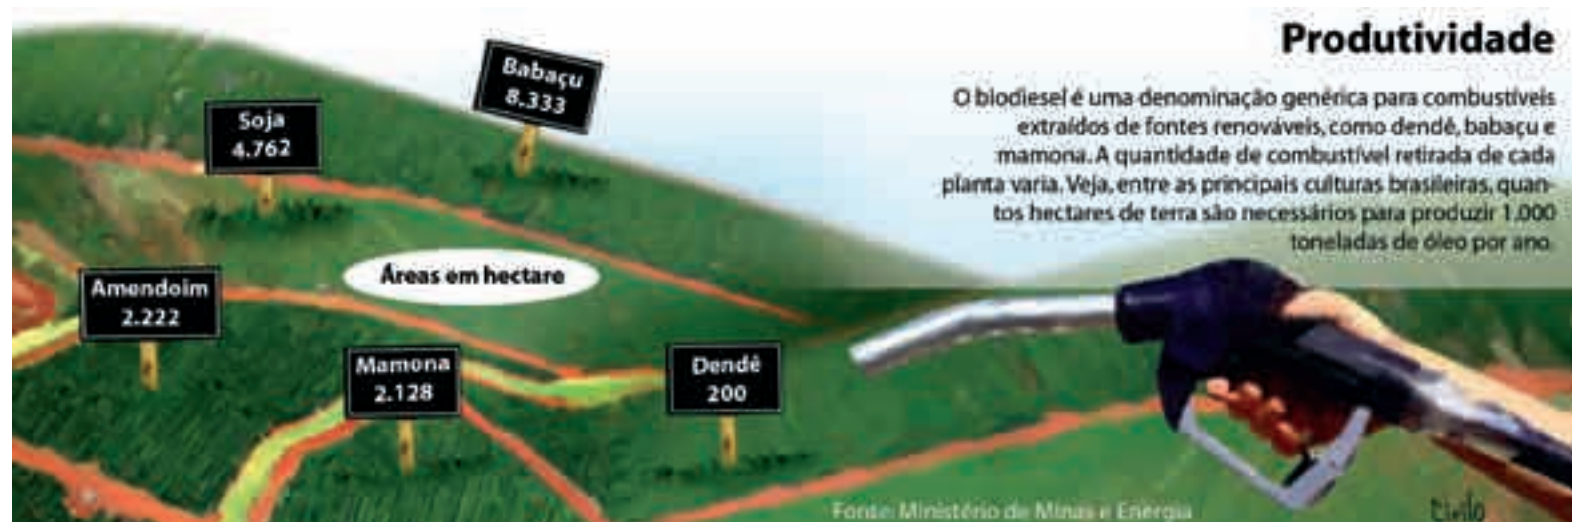 Produtividade
O biodiesel é uma denominação genérica para combustíveis
extraídos de fontes renováveis, como dendê, babaçu e
mamona. A quantidade de combustível retirada de cada
planta varia. Veja, entre as principais culturas brasileiras, quan-
tos hectares de terra são necessários para produzir 1.000
toneladas de óleo por ano.
Babaçu
8.333
Soja
4.762
Áreas em hectare
Amendoim
2.222
Mamona
2.128
Dendê
200
Fonte: Ministério de Minas e Energia